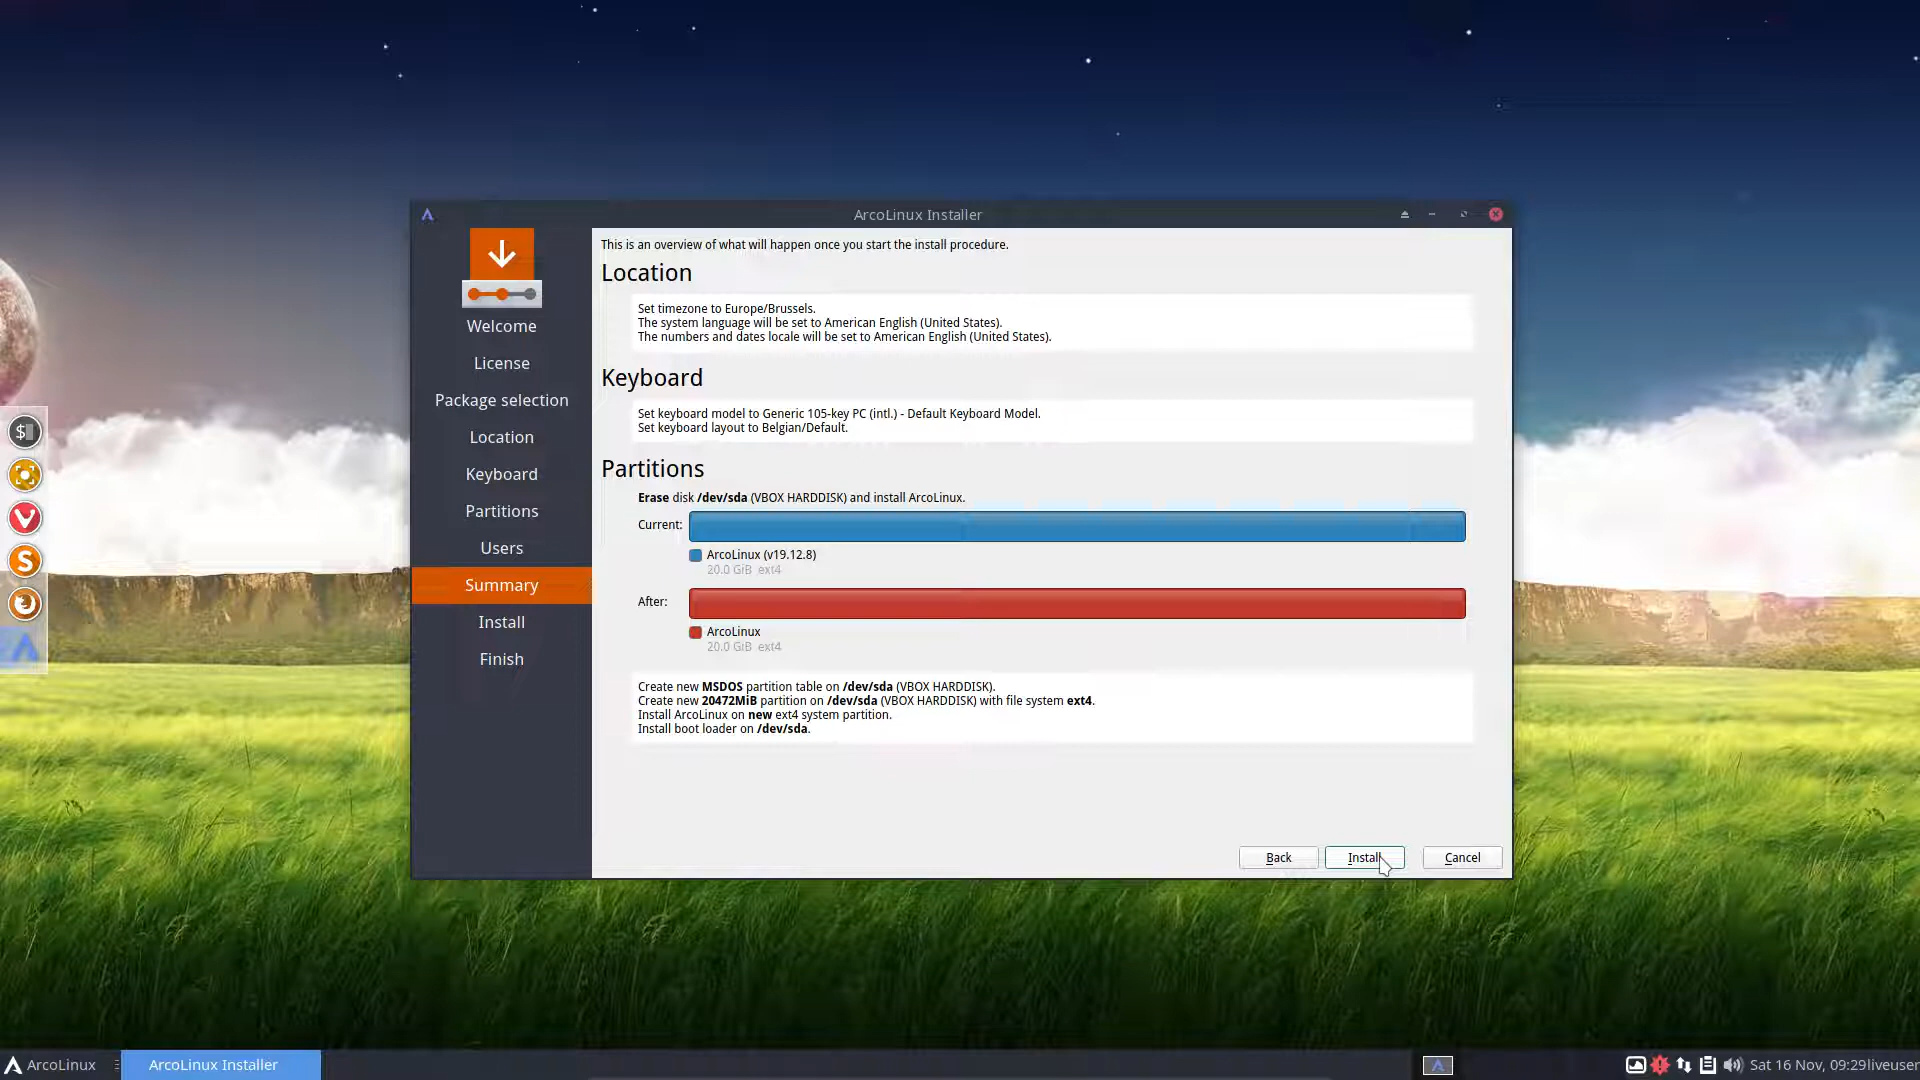 ArcoLinux Installer
Welcome
License
Package selection
Location
Keyboard
Partitions
Users
Summary
Install
Finish
This is an overview of what will happen once you start the install procedure.
Location
Set timezone to Europe/Brussels.
The system language will be set to American English (United States).
The numbers and dates locale will be set to American English (United States).
Keyboard
Set keyboard model to Generic 105-key PC (intl.) - Default Keyboard Model.
Set keyboard layout to Belgian/Default.
Partitions
Erase disk /dev/sda (VBOX HARDDISK) and install ArcoLinux.
Current:
ArcoLinux (v19.12.8)
20.0 GiB ext4
After:
ArcoLinux
20.0 GiB ext4
Create new MSDOS partition table on /dev/sda (VBOX HARDDISK).
Create new 20472MiB partition on /dev/sda (VBOX HARDDISK) with file system ext4.
Install ArcoLinux on new ext4 system partition.
Install boot loader on /dev/sda.
Back
Install
Cancel
ArcoLinux
ArcoLinux Installer
Sat 16 Nov, 09:29liveuser